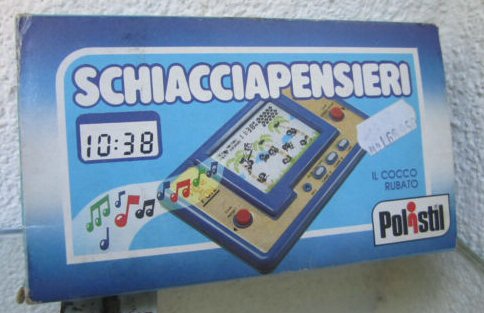 SCHIACCIAPENSIERI
10:38
IL COCCO
RUBATO
Polistil